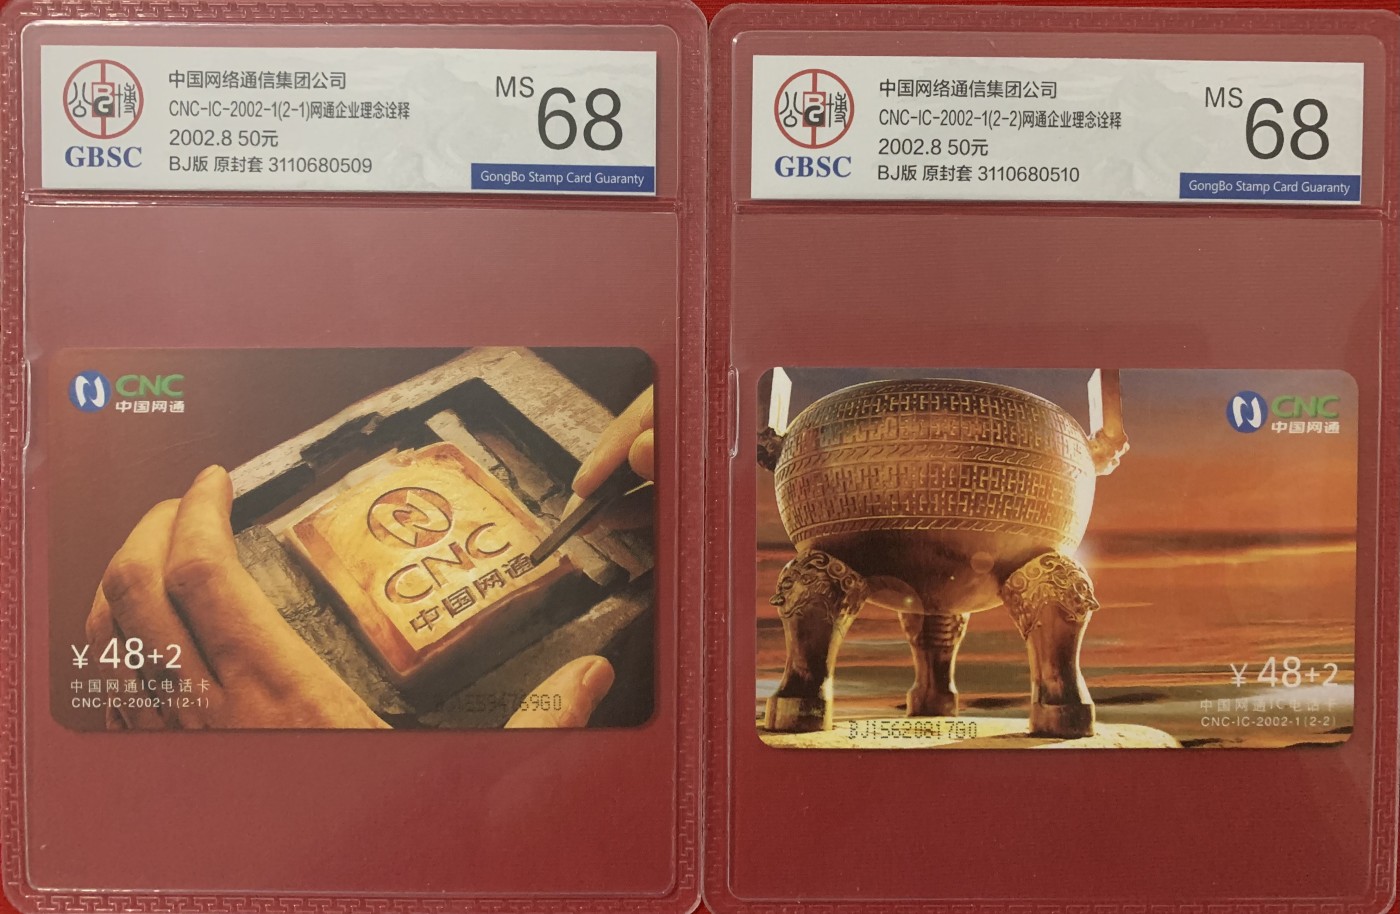 公博
GBSC
中国网络通信集团公司
CNC-IC-2002-1(2-1)网通企业理念诠释
2002.8 50元
BJ版 原封套 3110680509
MS 68
GongBo Stamp Card Guaranty
CNC
中国网通
CNC
中国网通
¥ 48+2
中国网通IC电话卡
CNC-IC-2002-1(2-1)
公博
GBSC
中国网络通信集团公司
CNC-IC-2002-1(2-2)网通企业理念诠释
2002.8 50元
BJ版 原封套 3110680510
MS 68
GongBo Stamp Card Guaranty
CNC
中国网通
¥ 48+2
中国网通IC电话卡
CNC-IC-2002-1(2-2)
BJ15620817G0